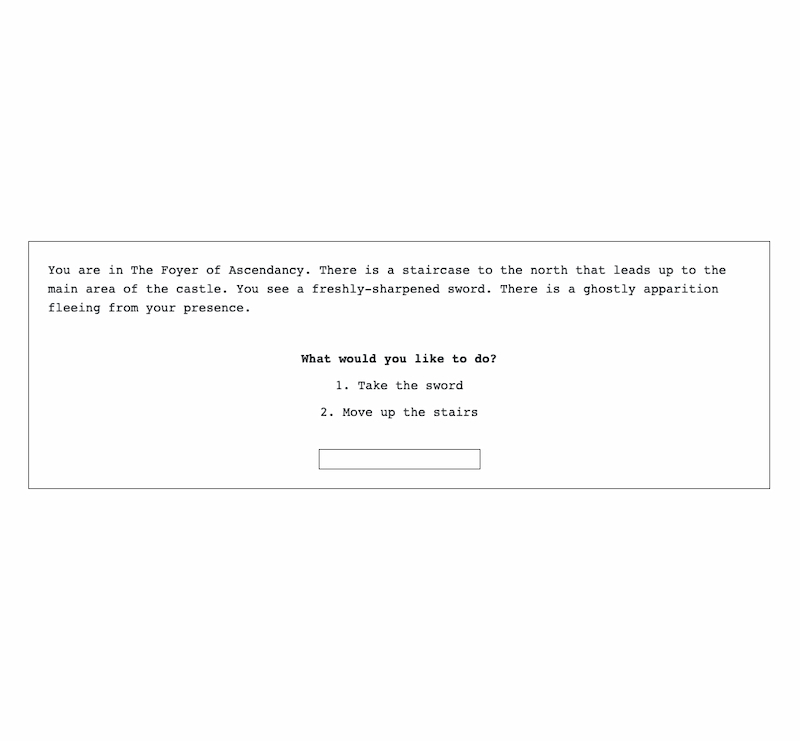 You are in The Foyer of Ascendancy. There is a staircase to the north that leads up to the
main area of the castle. You see a freshly-sharpened sword. There is a ghostly apparition
fleeing from your presence.
What would you like to do?
1. Take the sword
2. Move up the stairs